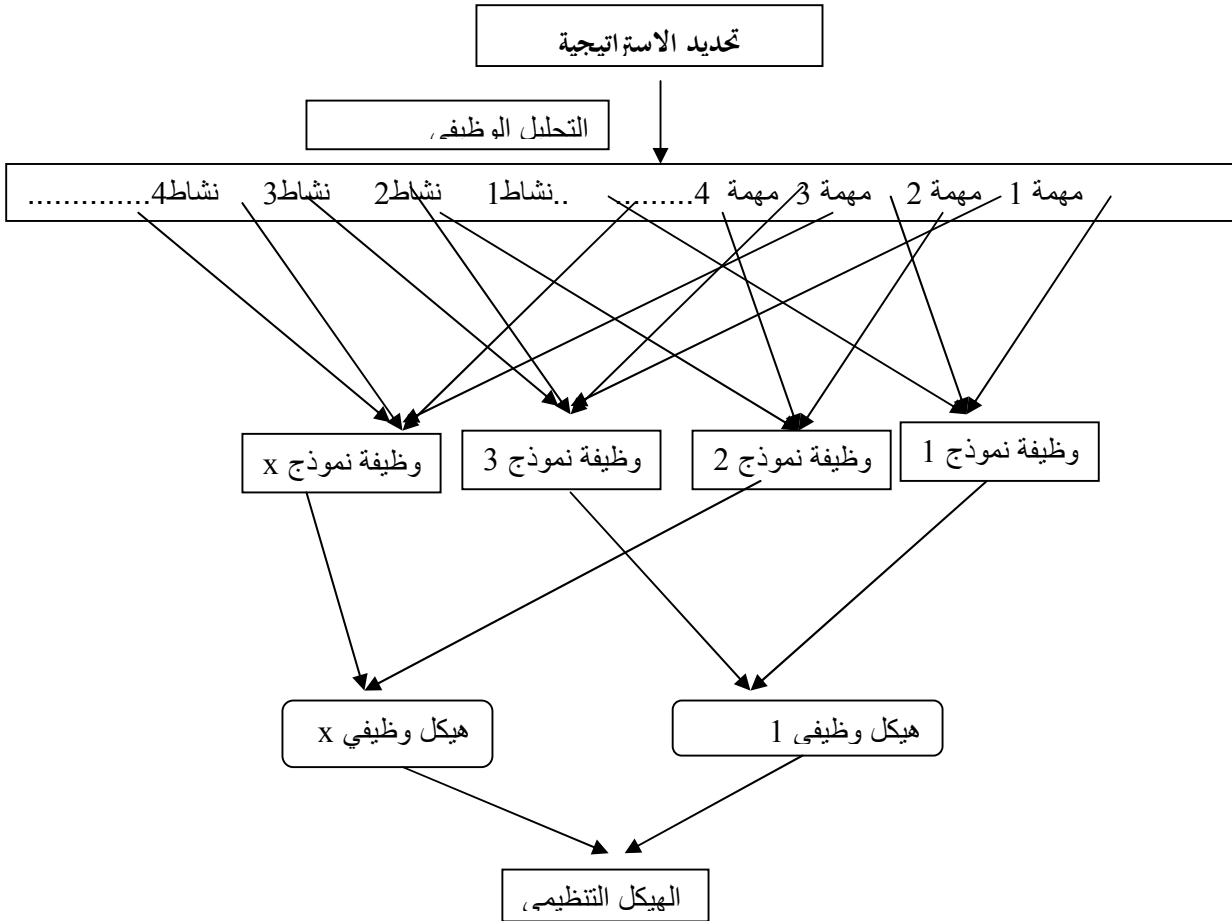 تحديد الاستراتيجية
التحليل الوظيفي
مهمة 1 مهمة 2 مهمة 3 مهمة 4 ......... ..نشاط1 نشاط2 نشاط3 نشاط4..............
وظيفة نموذج 1
وظيفة نموذج 2
وظيفة نموذج 3
وظيفة نموذج x
هيكل وظيفي 1
هيكل وظيفي x
الهيكل التنظيمي